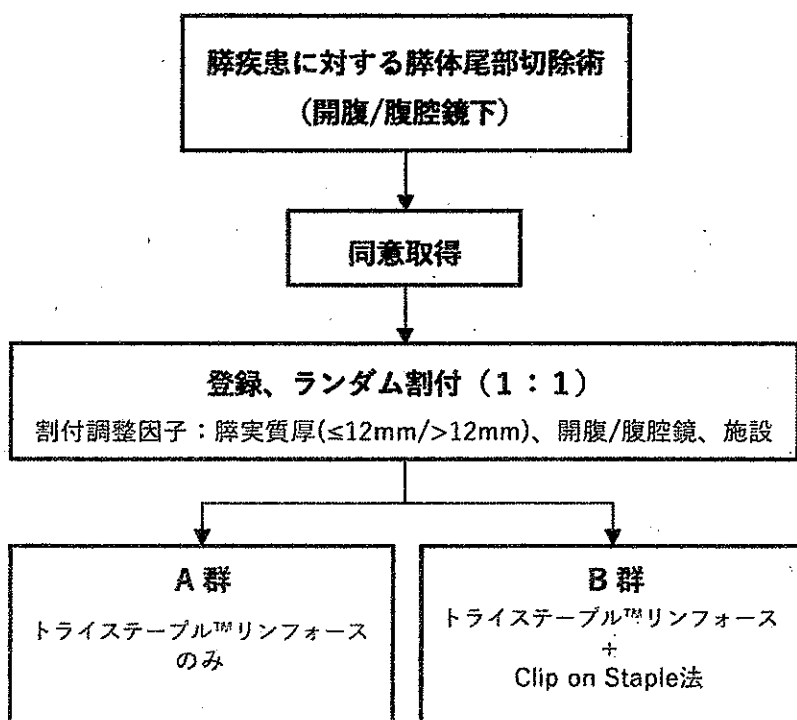 膵疾患に対する膵体尾部切除術
(開腹/腹腔鏡下)
同意取得
登録、ランダム割付（1：1）
割付調整因子：膵実質厚(≤12mm/>12mm)、開腹/腹腔鏡、施設
A 群
トライステープル™リンフォース
のみ
B 群
トライステープル™リンフォース
+
Clip on Staple法